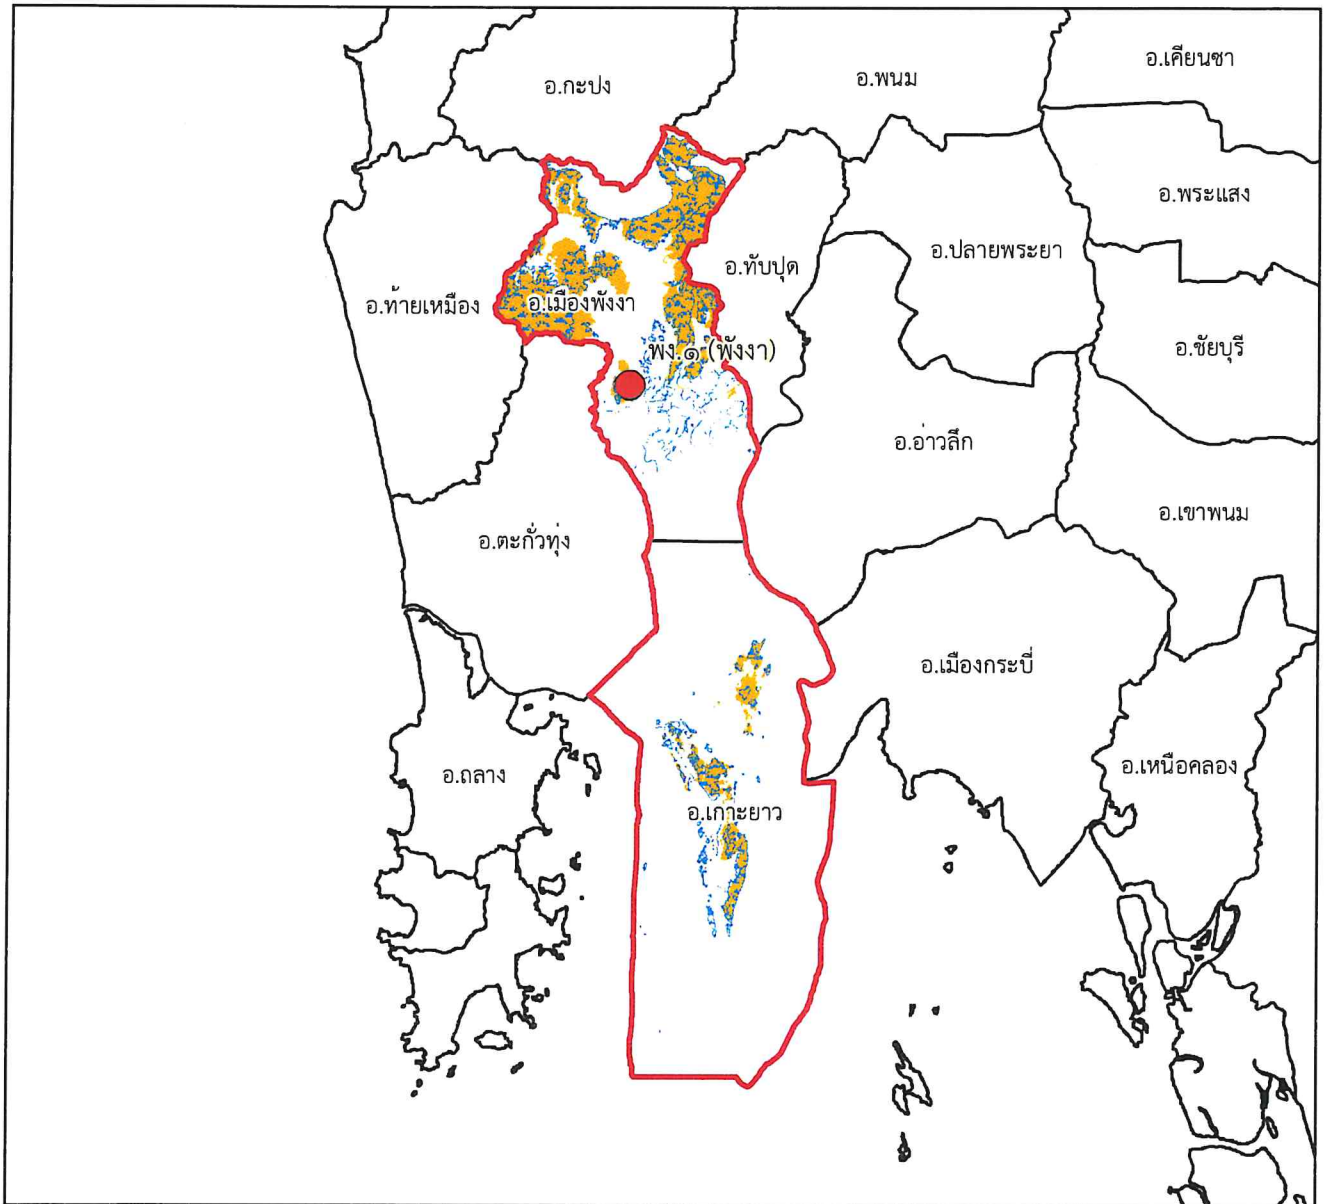 อ.เคียนซา
อ.พนม
อ.กะปง
อ.พระแสง
อ.ปลายพระยา
อ.ทับปุด
อ.ท้ายเหมือง
อ.เมืองพังงา
อ.ชัยบุรี
พง.๑ (พังงา)
อ.อ่าวลึก
อ.เขาพนม
อ.ตะกั่วทุ่ง
อ.เมืองกระบี่
อ.เหนือคลอง
อ.ถลาง
อ.เกาะยาว